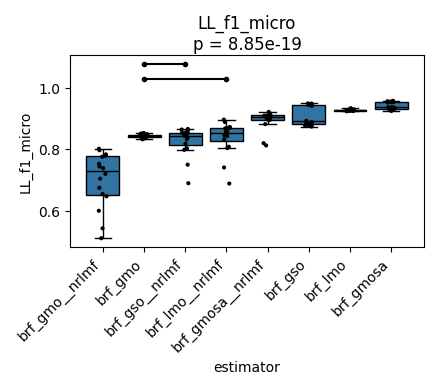 LL_f1_micro
p = 8.85e-19
LL_f1_micro
1.0
0.8
0.6
brf_gmo__nrlmf
brf_gmo
brf_gso__nrlmf
brf_lmo__nrlmf
brf_gmosa__nrlmf
brf_gso
brf_lmo
brf_gmosa
estimator